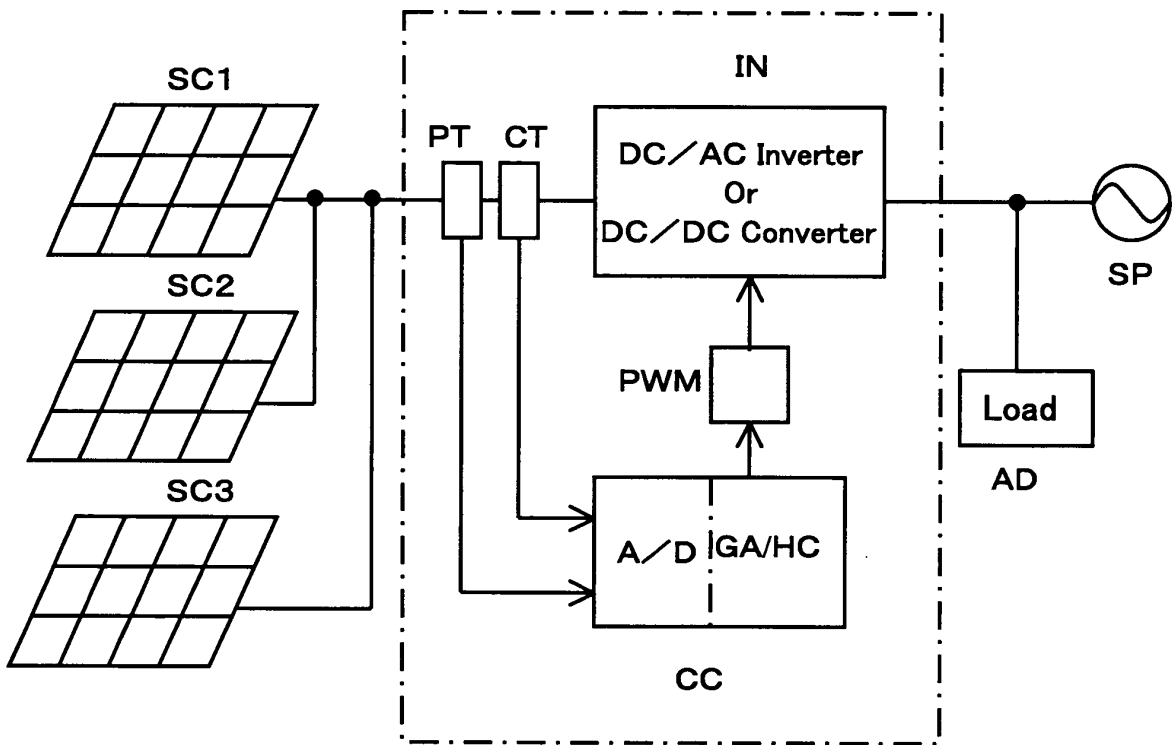 SC1
SC2
SC3
PT
CT
IN
DC／AC Inverter
Or
DC／DC Converter
PWM
A／D
GA/HC
CC
SP
Load
AD